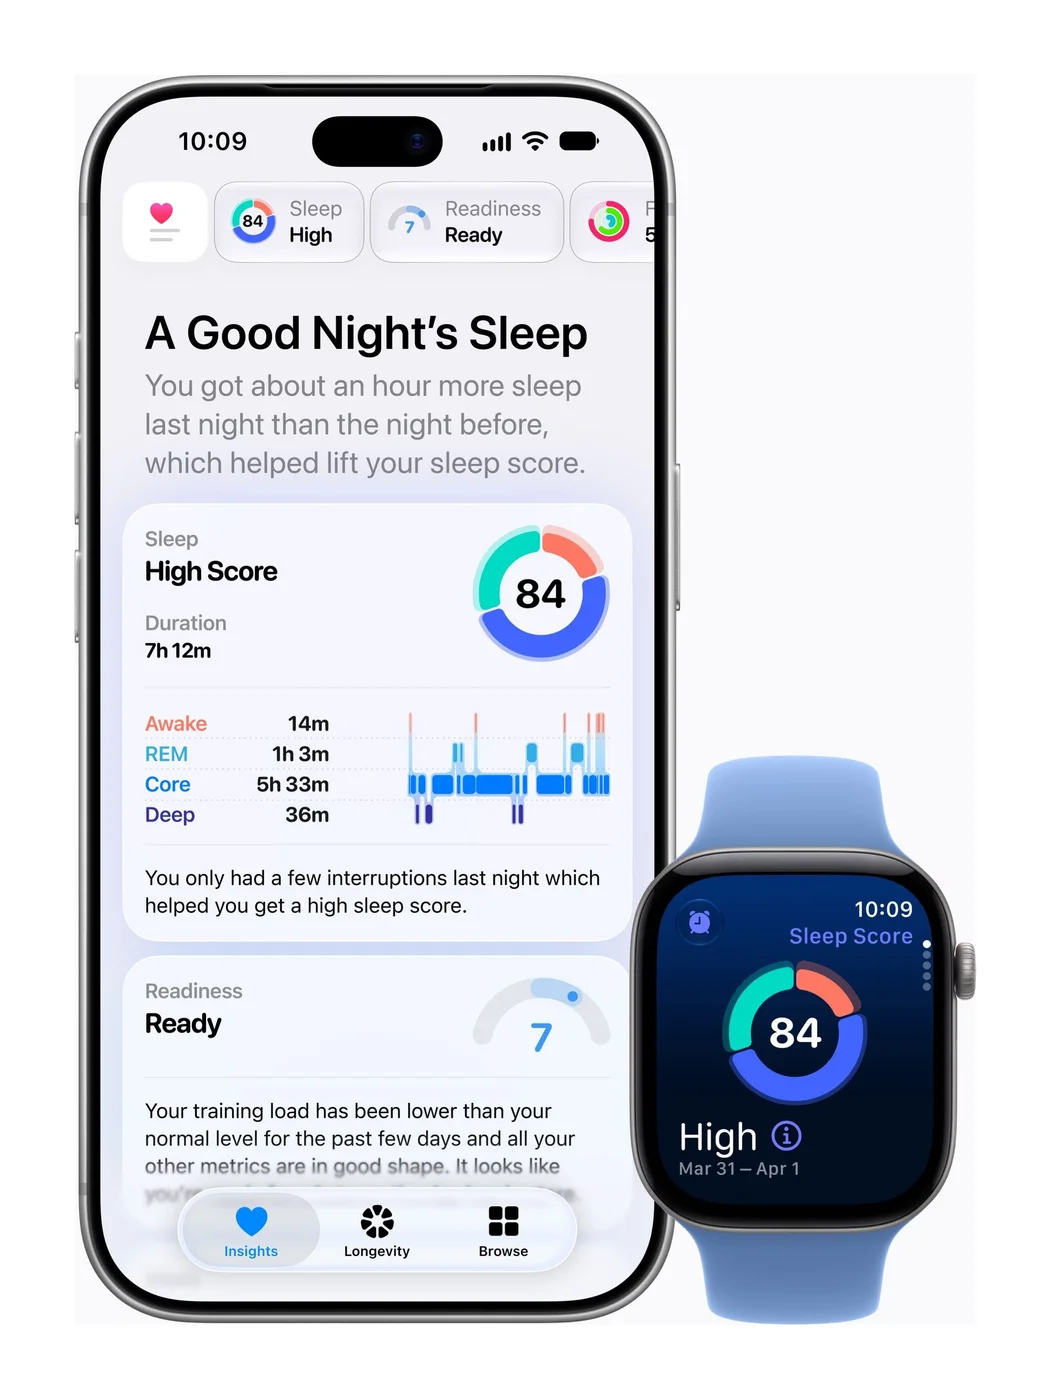 10:09
84
Sleep
High
7
Readiness
Ready
F
5
A Good Night’s Sleep
You got about an hour more sleep
last night than the night before,
which helped lift your sleep score.
Sleep
High Score
Duration
7h 12m
84
Awake 14m
REM 1h 3m
Core 5h 33m
Deep 36m
You only had a few interruptions last night which
helped you get a high sleep score.
Readiness
Ready
7
Your training load has been lower than your
normal level for the past few days and all your
other metrics are in good shape. It looks like
Insights
Longevity
Browse
10:09
Sleep Score
84
High
Mar 31 – Apr 1